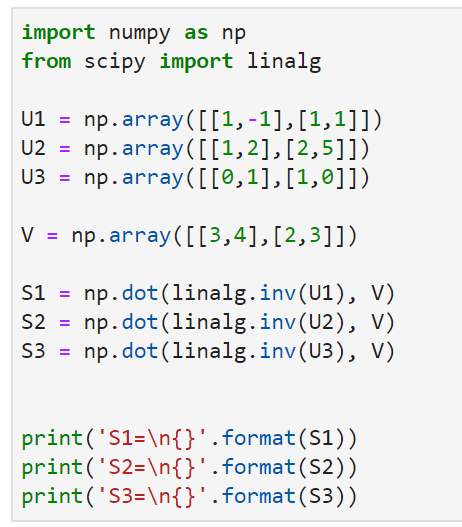 import numpy as np
from scipy import linalg
U1 = np.array([[1,-1],[1,1]])
U2 = np.array([[1,2],[2,5]])
U3 = np.array([[0,1],[1,0]])
V = np.array([[3,4],[2,3]])
S1 = np.dot(linalg.inv(U1), V)
S2 = np.dot(linalg.inv(U2), V)
S3 = np.dot(linalg.inv(U3), V)
print('S1=\n{}'.format(S1))
print('S2=\n{}'.format(S2))
print('S3=\n{}'.format(S3))